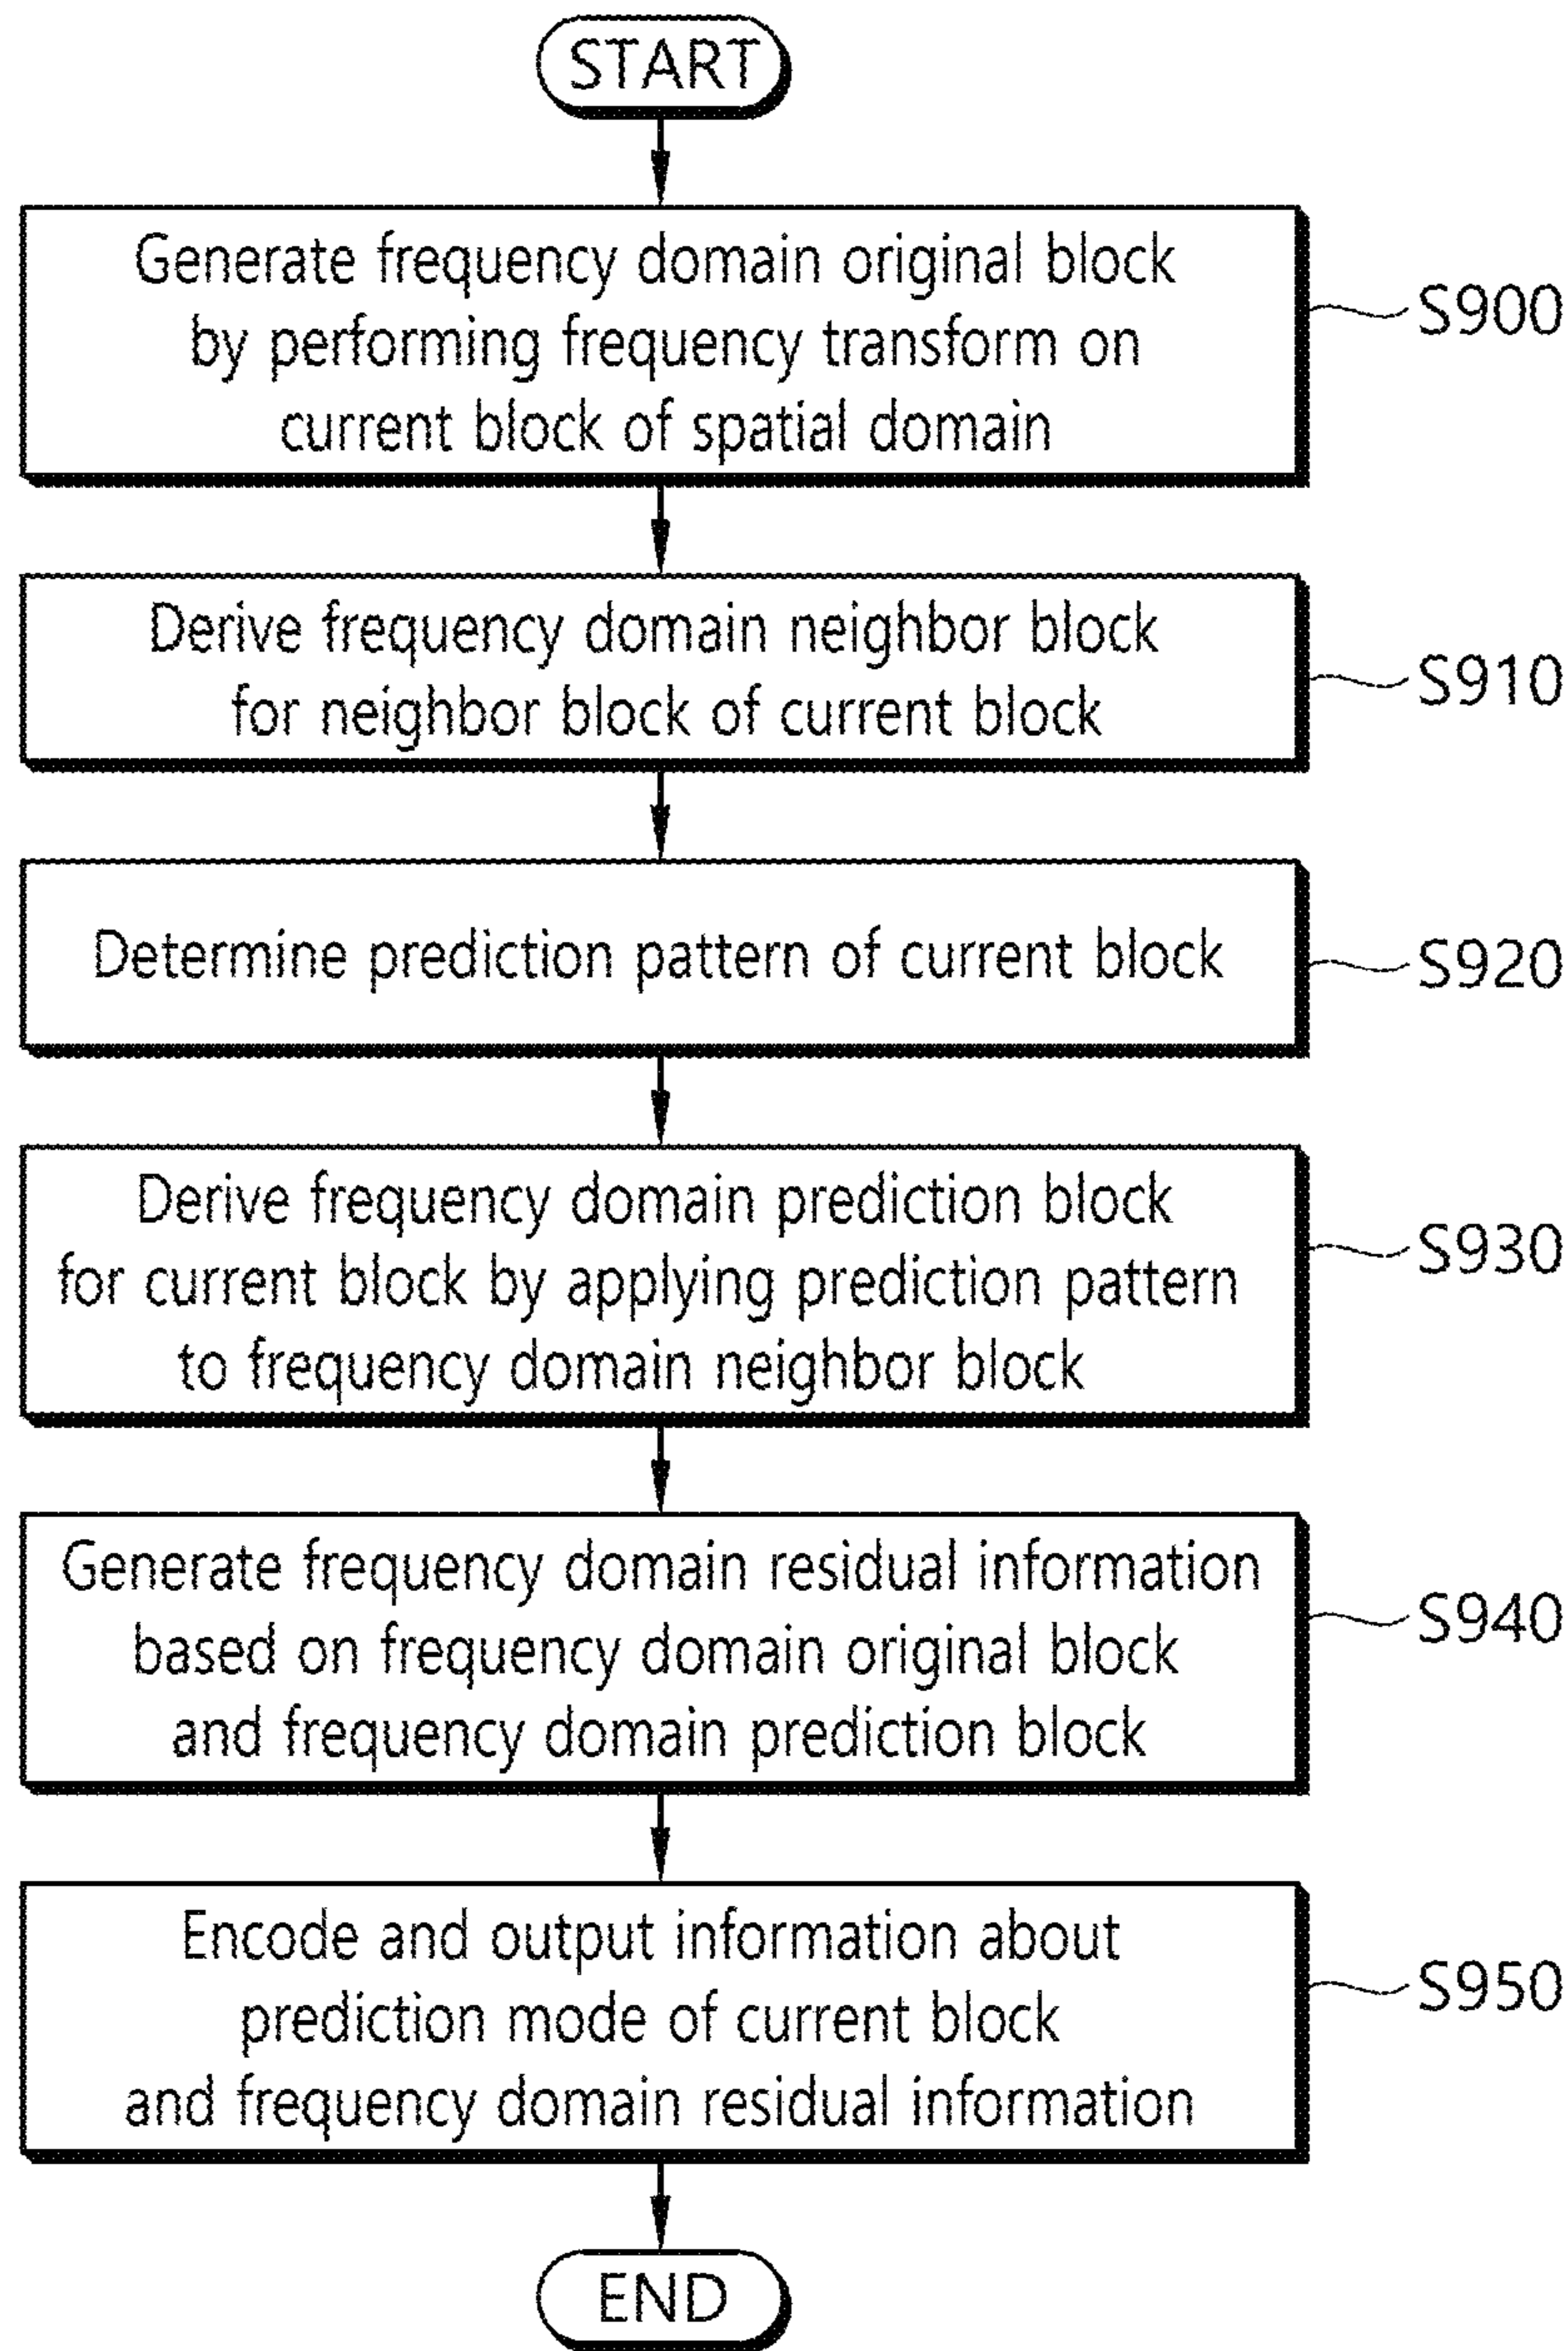 START
Generate frequency domain original block
by performing frequency transform on
current block of spatial domain
S900
Derive frequency domain neighbor block
for neighbor block of current block
S910
Determine prediction pattern of current block
S920
Derive frequency domain prediction block
for current block by applying prediction pattern
to frequency domain neighbor block
S930
Generate frequency domain residual information
based on frequency domain original block
and frequency domain prediction block
S940
Encode and output information about
prediction mode of current block
and frequency domain residual information
S950
END